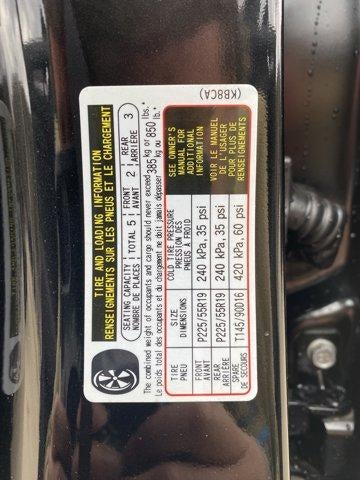 TIRE AND LOADING INFORMATION
RENSEIGNEMENTS SUR LES PNEUS ET LE CHARGEMENT
SEATING CAPACITY
NOMBRE DE PLACES
TOTAL 5
FRONT
AVANT 2
REAR
ARRIÈRE 3
The combined weight of occupants and cargo should never exceed 385 kg or 850 lbs.
Le poids total des occupants et du chargement ne doit jamais dépasser 385 kg ou 850 lb.
TIRE
PNEU
SIZE
DIMENSIONS
COLD TIRE PRESSURE
PRESSION DES
PNEUS À FROID
FRONT
AVANT
P225/55R19
240 kPa, 35 psi
REAR
ARRIÈRE
P225/55R19
240 kPa, 35 psi
SPARE
DE SECOURS
T145/90D16
420 kPa, 60 psi
SEE OWNER'S
MANUAL FOR
ADDITIONAL
INFORMATION
VOIR LE MANUEL
DE L'USAGER
POUR PLUS DE
RENSEIGNEMENTS
(KB8CA)